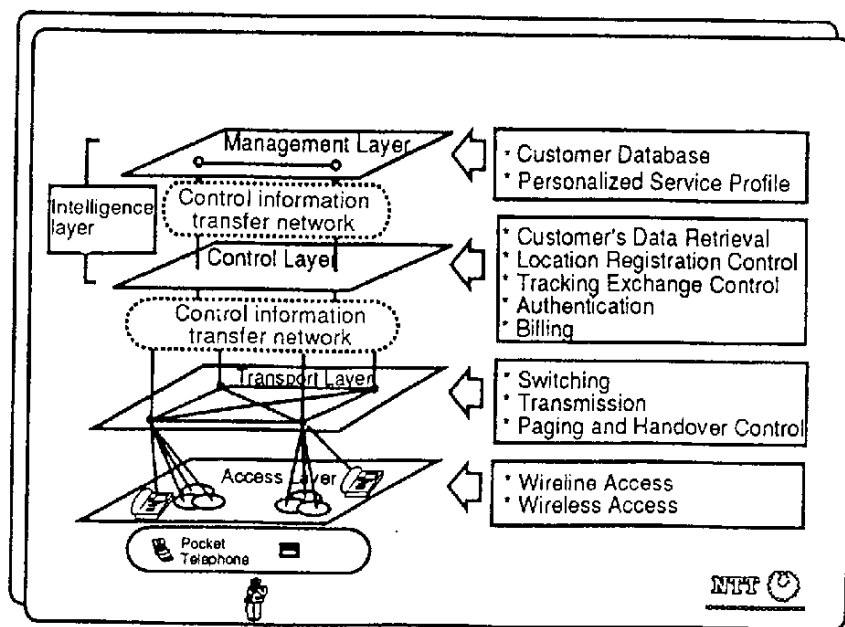 Management Layer
Control information
transfer network
Intelligence
layer
Control Layer
Control information
transfer network
Transport Layer
Access Layer
Pocket
Telephone
* Customer Database
* Personalized Service Profile
* Customer's Data Retrieval
* Location Registration Control
* Tracking Exchange Control
* Authentication
* Billing
* Switching
* Transmission
* Paging and Handover Control
* Wireline Access
* Wireless Access
NTT